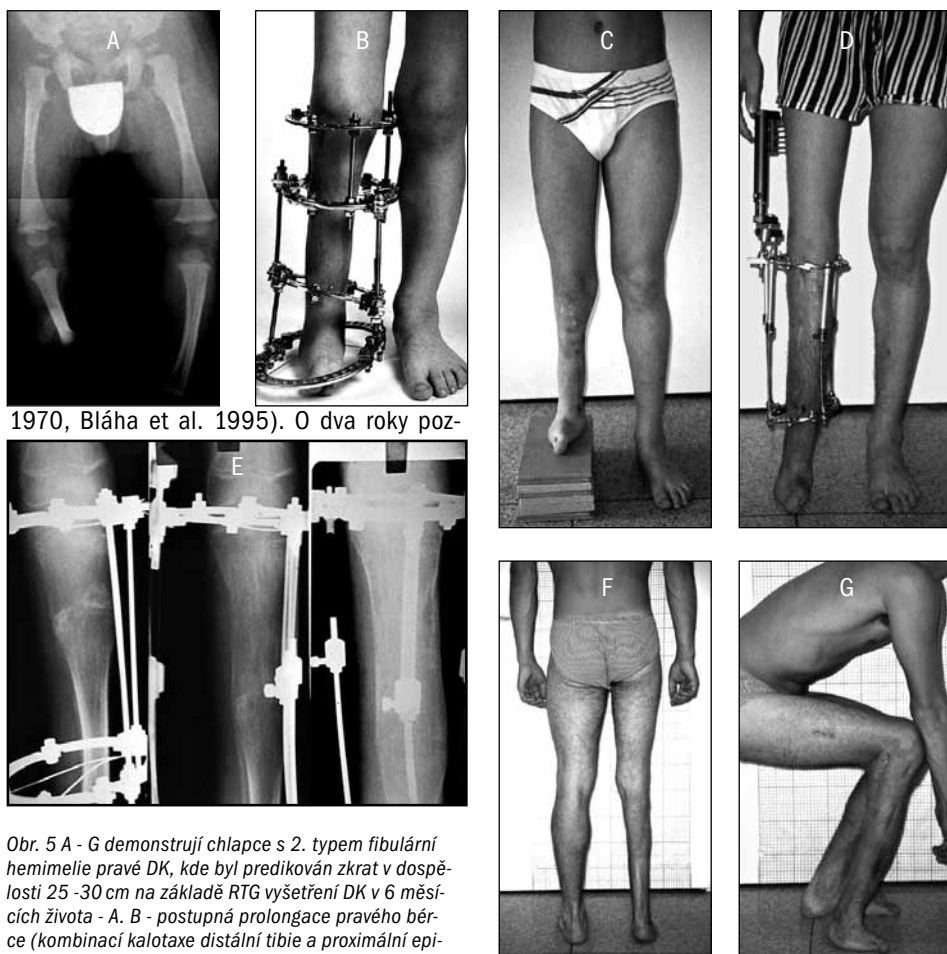 A
B
C
D
1970, Bláha et al. 1995). O dva roky poz-
E
F
G
Obr. 5 A - G demonstrují chlapce s 2. typem fibulární
hemimelie pravé DK, kde byl predikován zkrat v dospě-
losti 25 -30 cm na základě RTG vyšetření DK v 6 měsí-
cích života - A. B - postupná prolongace pravého bér-
ce (kombinací kalotaxe distální tibie a proximální epi-